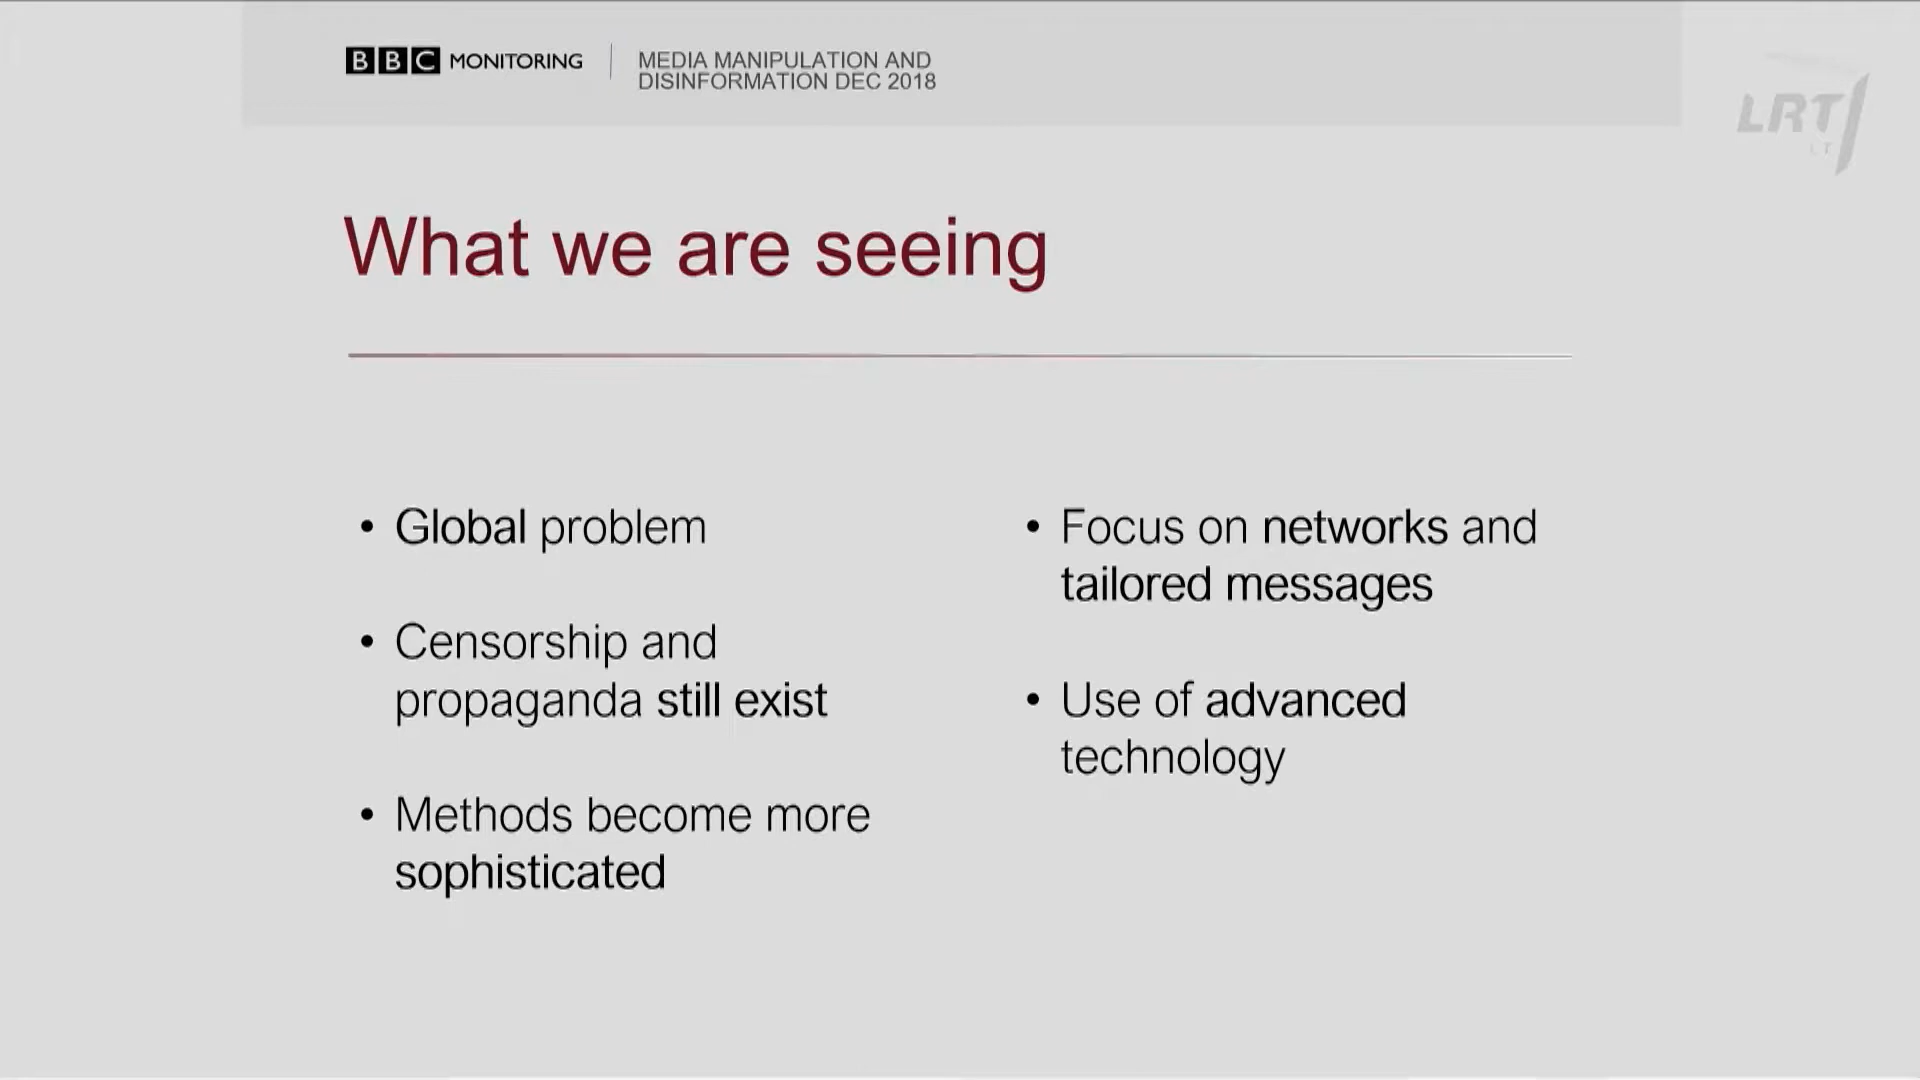 BBC MONITORING
MEDIA MANIPULATION AND
DISINFORMATION DEC 2018
LRT
LT
What we are seeing
• Global problem
• Censorship and
propaganda still exist
• Methods become more
sophisticated
• Focus on networks and
tailored messages
• Use of advanced
technology